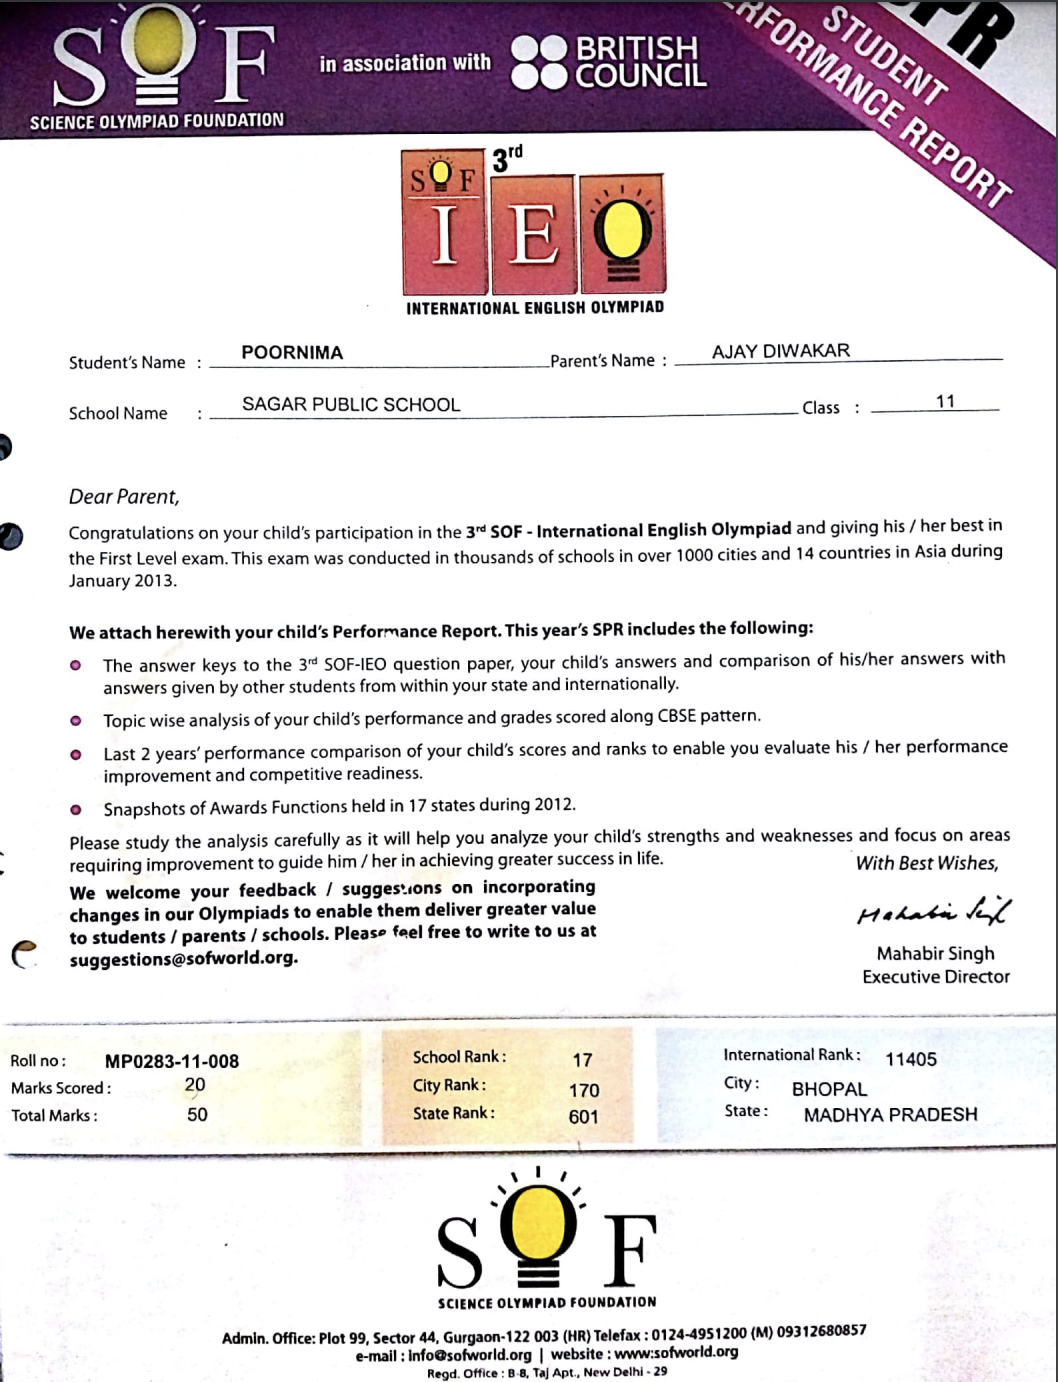 SOF
SCIENCE OLYMPIAD FOUNDATION
in association with
BRITISH
COUNCIL
SPR
STUDENT
PERFORMANCE REPORT
3rd
SOF
IEO
INTERNATIONAL ENGLISH OLYMPIAD
Student's Name : POORNIMA Parent's Name : AJAY DIWAKAR
School Name : SAGAR PUBLIC SCHOOL Class : 11
Dear Parent,
Congratulations on your child's participation in the 3rd SOF - International English Olympiad and giving his / her best in
the First Level exam. This exam was conducted in thousands of schools in over 1000 cities and 14 countries in Asia during
January 2013.
We attach herewith your child's Performance Report. This year's SPR includes the following:
The answer keys to the 3rd SOF-IEO question paper, your child's answers and comparison of his/her answers with
answers given by other students from within your state and internationally.
Topic wise analysis of your child's performance and grades scored along CBSE pattern.
Last 2 years' performance comparison of your child's scores and ranks to enable you evaluate his / her performance
improvement and competitive readiness.
Snapshots of Awards Functions held in 17 states during 2012.
Please study the analysis carefully as it will help you analyze your child's strengths and weaknesses and focus on areas
requiring improvement to guide him / her in achieving greater success in life.
We welcome your feedback / suggestions on incorporating
changes in our Olympiads to enable them deliver greater value
to students / parents / schools. Please feel free to write to us at
suggestions@sofworld.org.
With Best Wishes,
Mahabir Singh
Mahabir Singh
Executive Director
Roll no : MP0283-11-008
Marks Scored : 20
Total Marks : 50
School Rank : 17
City Rank : 170
State Rank : 601
International Rank : 11405
City : BHOPAL
State : MADHYA PRADESH
SOF
SCIENCE OLYMPIAD FOUNDATION
Admin. Office: Plot 99, Sector 44, Gurgaon-122 003 (HR) Telefax : 0124-4951200 (M) 09312680857
e-mail : info@sofworld.org | website : www.sofworld.org
Regd. Office : B-8, Taj Apt., New Delhi - 29